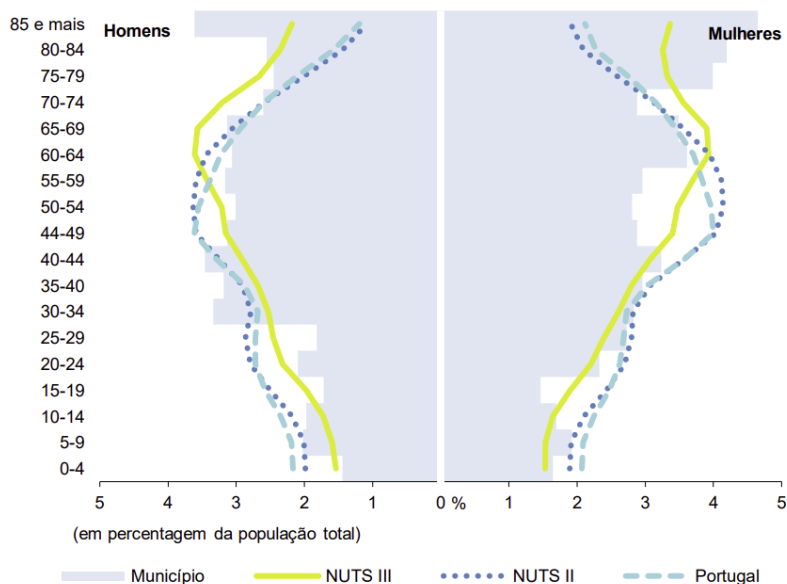 85 e mais
Homens
Mulheres
80-84
75-79
70-74
65-69
60-64
55-59
50-54
44-49
40-44
35-40
30-34
25-29
20-24
15-19
10-14
5-9
0-4
5 4 3 2 1 0 % 1 2 3 4 5
(em percentagem da população total)
Município NUTS III NUTS II Portugal